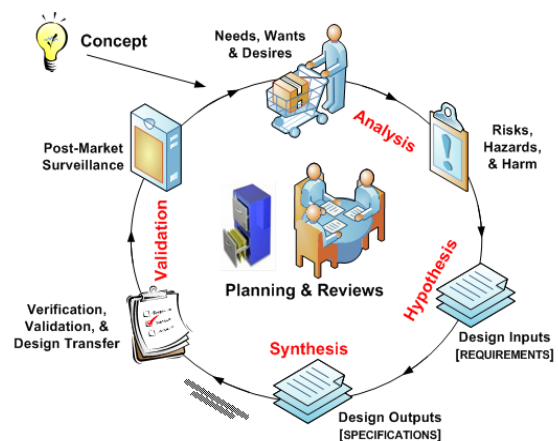 Concept
Needs, Wants
& Desires
Analysis
Risks,
Hazards,
& Harm
Hypothesis
Design Inputs
[REQUIREMENTS]
Synthesis
Design Outputs
[SPECIFICATIONS]
Verification,
Validation, &
Design Transfer
Validation
Post-Market
Surveillance
Planning & Reviews